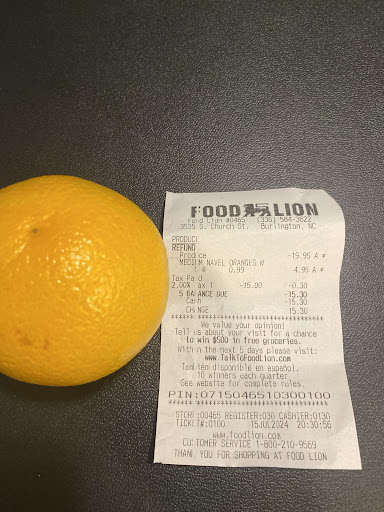 FOOD LION
Food Lion #0465 (336) 584-3622
3535 S. Church St. Burlington, NC
PRODUCE
REFUND
Produce -19.95 A #
MEDIUM NAVEL ORANGES W
5 # 0.99 4.95 A #
Tax Paid
2.00% Tax 1 -15.00 -0.30
5 BALANCE DUE -15.30
Cash -15.30
CHANGE 15.30
************************************
We value your opinion!
Tell us about your visit for a chance
to win $500 in free groceries.
Within the next 5 days please visit:
www.TalktoFoodLion.com
También disponible en español.
10 winners each quarter.
See website for complete rules.
************************************
PIN:0715046510300100
************************************
STORE:00465 REGISTER:030 CASHIER:0130
TICKET#:0100 15JUL2024 20:30:56
www.foodlion.com
CUSTOMER SERVICE 1-800-210-9569
THANK YOU FOR SHOPPING AT FOOD LION